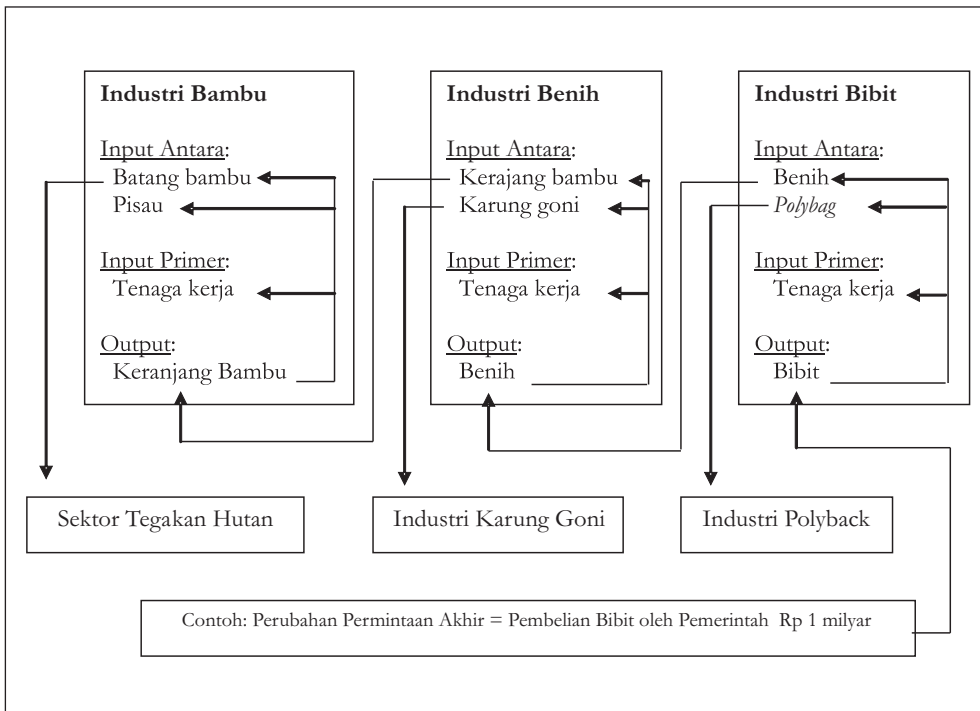 Industri Bambu
Input Antara:
Batang bambu
Pisau
Input Primer:
Tenaga kerja
Output:
Keranjang Bambu
Industri Benih
Input Antara:
Kerajang bambu
Karung goni
Input Primer:
Tenaga kerja
Output:
Benih
Industri Bibit
Input Antara:
Benih
Polybag
Input Primer:
Tenaga kerja
Output:
Bibit
Sektor Tegakan Hutan
Industri Karung Goni
Industri Polyback
Contoh: Perubahan Permintaan Akhir = Pembelian Bibit oleh Pemerintah Rp 1 milyar